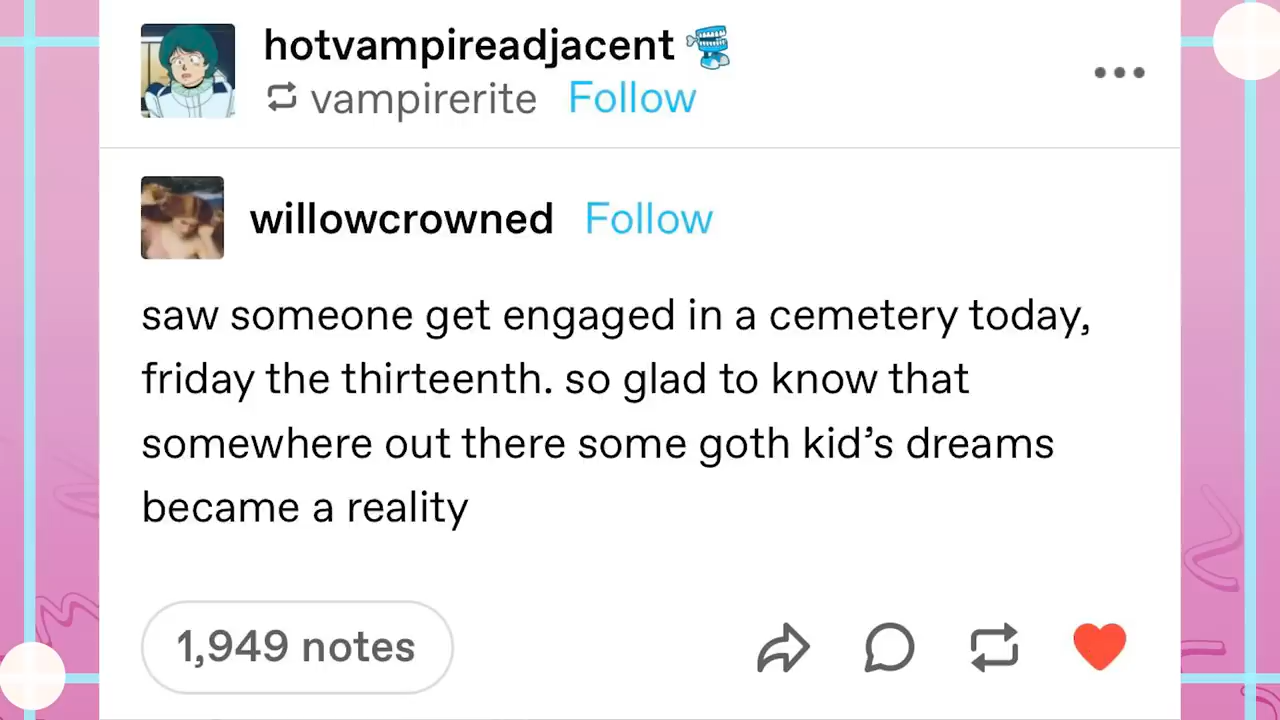 hotvampireadjacent
vampirerite Follow
willowcrowned Follow
saw someone get engaged in a cemetery today,
friday the thirteenth. so glad to know that
somewhere out there some goth kid’s dreams
became a reality
1,949 notes